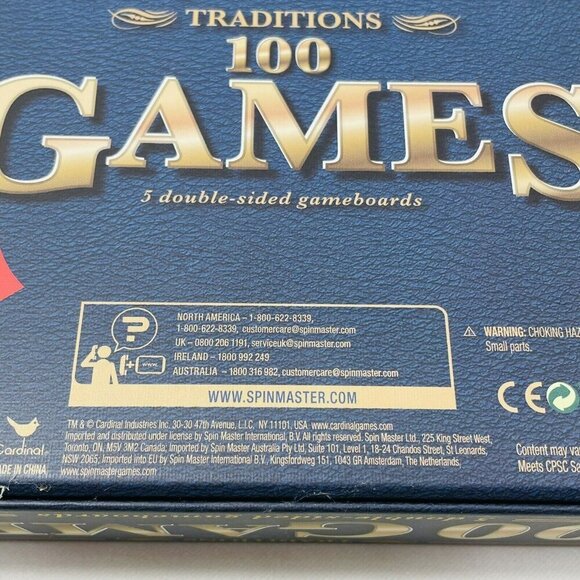 TRADITIONS
100
GAMES
5 double-sided gameboards
NORTH AMERICA – 1-800-622-8339,
1-800-622-8339, customercare@spinmaster.com
UK – 0800 206 1191, serviceuk@spinmaster.com
IRELAND – 1800 992 249
AUSTRALIA – 1800 316 982, customercare@spinmaster.com
WWW.SPINMASTER.COM
WARNING: CHOKING HAZ
Small parts.
CE
TM & © Cardinal Industries Inc. 30-30 47th Avenue, L.I.C, NY 11101, USA. www.cardinalgames.com
Imported and distributed under license by Spin Master International, B.V. All rights reserved. Spin Master Ltd., 225 King Street West,
Toronto, ON, M5V 3M2 Canada; Imported by Spin Master Australia Pty Ltd, Suite 101, Level 1, 18-24 Chandos Street, St Leonards,
NSW 2065; Imported into EU by Spin Master International B.V., Kingsfordweg 151, 1043 GR Amsterdam, The Netherlands.
www.spinmastergames.com
Cardinal
MADE IN CHINA
Content may va
Meets CPSC Sa